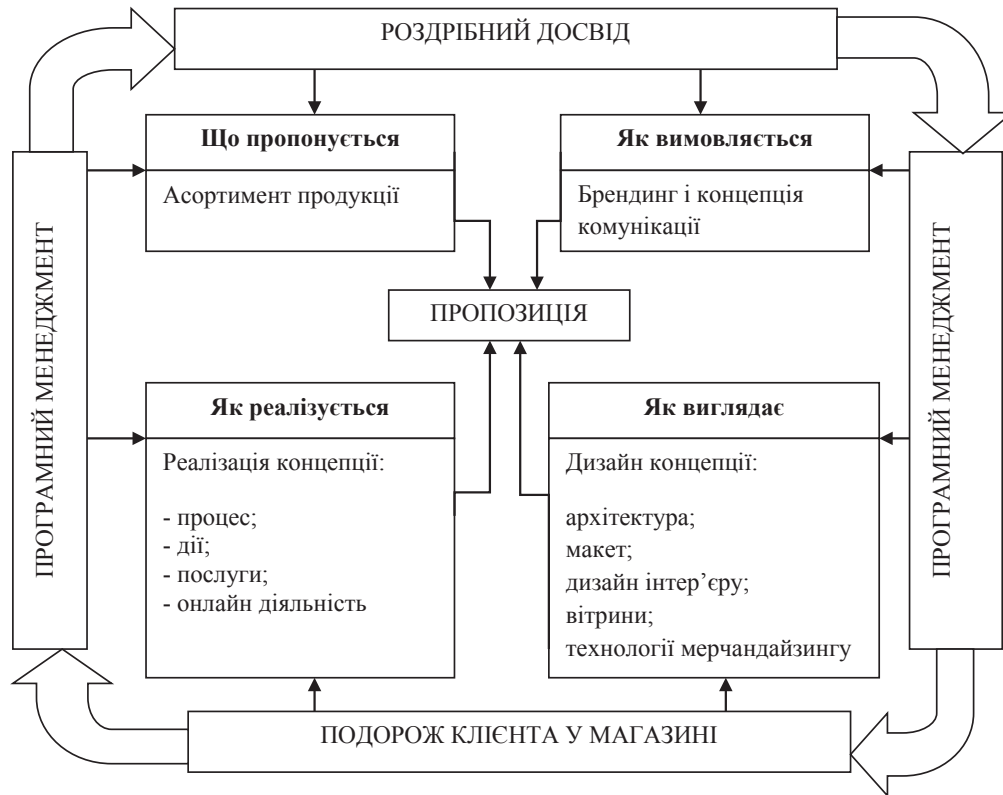 РОЗДРІБНИЙ ДОСВІД
Що пропонується
Асортимент продукції
Як вимовляється
Брендинг і концепція
комунікації
ПРОГРАМНИЙ МЕНЕДЖМЕНТ
ПРОПОЗИЦІЯ
ПРОГРАМНИЙ МЕНЕДЖМЕНТ
Як реалізується
Реалізація концепції:
- процес;
- дії;
- послуги;
- онлайн діяльність
Як виглядає
Дизайн концепції:
архітектура;
макет;
дизайн інтер’єру;
вітрини;
технології мерчандайзингу
ПОДОРОЖ КЛІЄНТА У МАГАЗИНІ